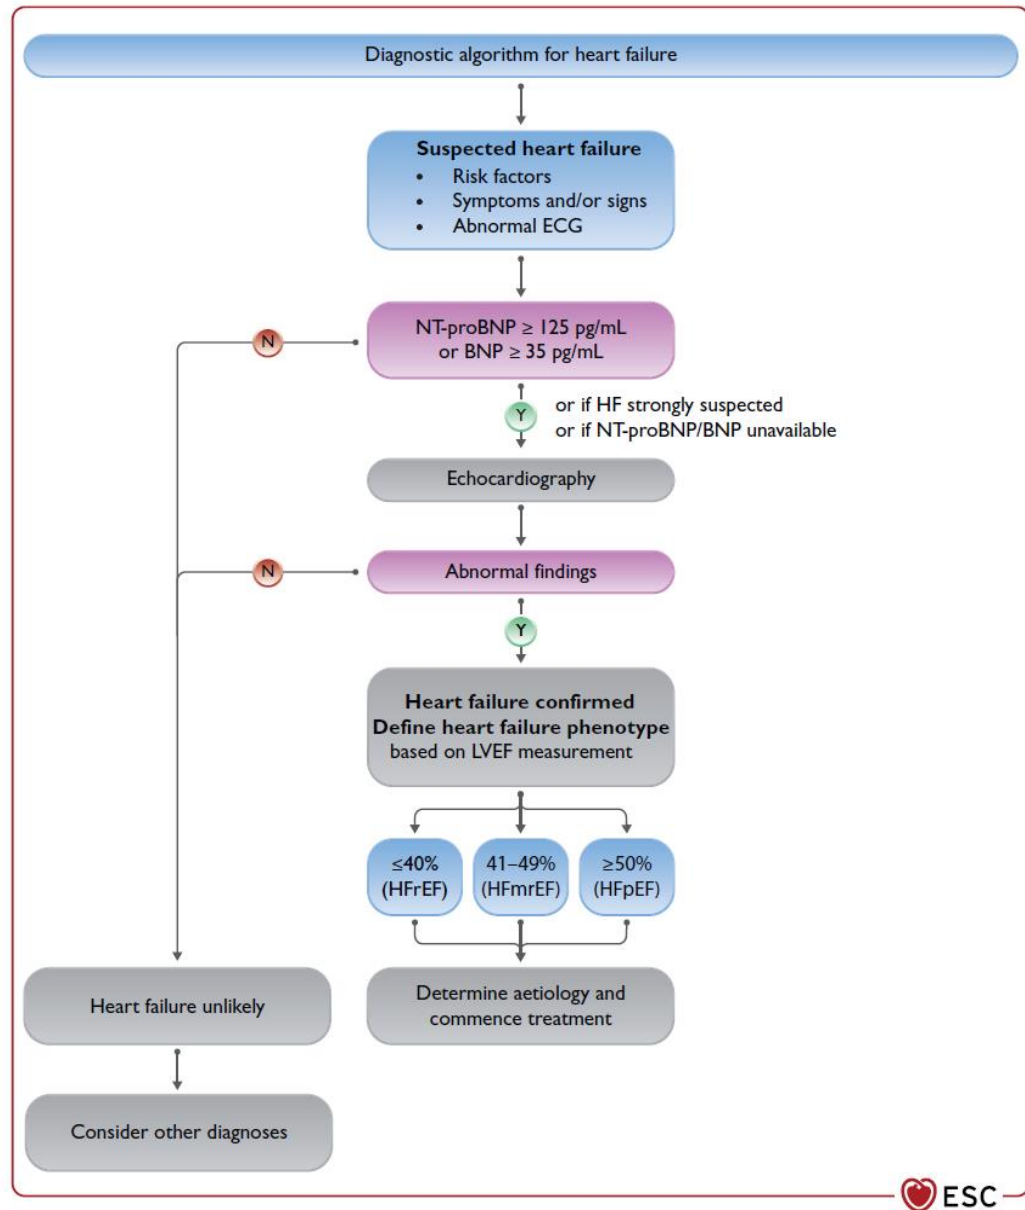 Diagnostic algorithm for heart failure
Suspected heart failure
• Risk factors
• Symptoms and/or signs
• Abnormal ECG
NT-proBNP ≥ 125 pg/mL
or BNP ≥ 35 pg/mL
N
Y
or if HF strongly suspected
or if NT-proBNP/BNP unavailable
Echocardiography
Abnormal findings
N
Y
Heart failure confirmed
Define heart failure phenotype
based on LVEF measurement
≤40%
(HFrEF)
41–49%
(HFmrEF)
≥50%
(HFpEF)
Heart failure unlikely
Determine aetiology and
commence treatment
Consider other diagnoses
ESC